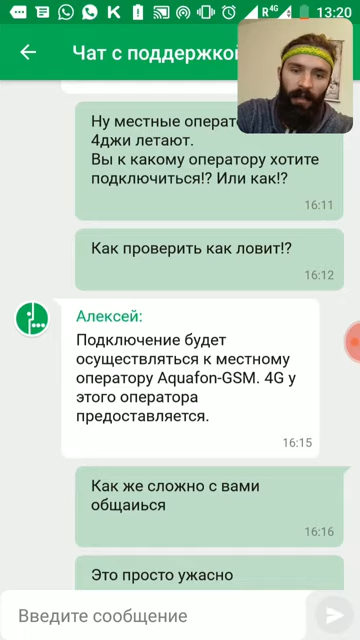 R 4G 13:20
Чат с поддержкой
Ну местные операт
4джи летают.
Вы к какому оператору хотите
подключиться!? Или как!?
16:11
Как проверить как ловит!?
16:12
Алексей:
Подключение будет
осуществляться к местному
оператору Aquafon-GSM. 4G у
этого оператора
предоставляется.
16:15
Как же сложно с вами
общаиься
16:16
Это просто ужасно
Введите сообщение